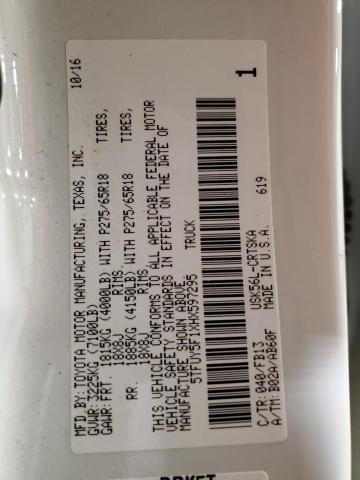 MFD BY: TOYOTA MOTOR MANUFACTURING, TEXAS, INC. 10/16
GVWR: 3225KG (7100LB)
GAWR: FRT. 1815KG (4000LB) WITH P275/65R18 TIRES,
18X8J RIMS,
RR. 1885KG (4150LB) WITH P275/65R18 TIRES,
18X8J RIMS.
THIS VEHICLE CONFORMS TO ALL APPLICABLE FEDERAL MOTOR
VEHICLE SAFETY STANDARDS IN EFFECT ON THE DATE OF
MANUFACTURE SHOWN ABOVE.
5TFUY5F1XHX597295 TRUCK
1
C/TR: 040/FB13 USK56L-CRTSKA 619
A/TM: B02A/AB60F MADE IN U.S.A.